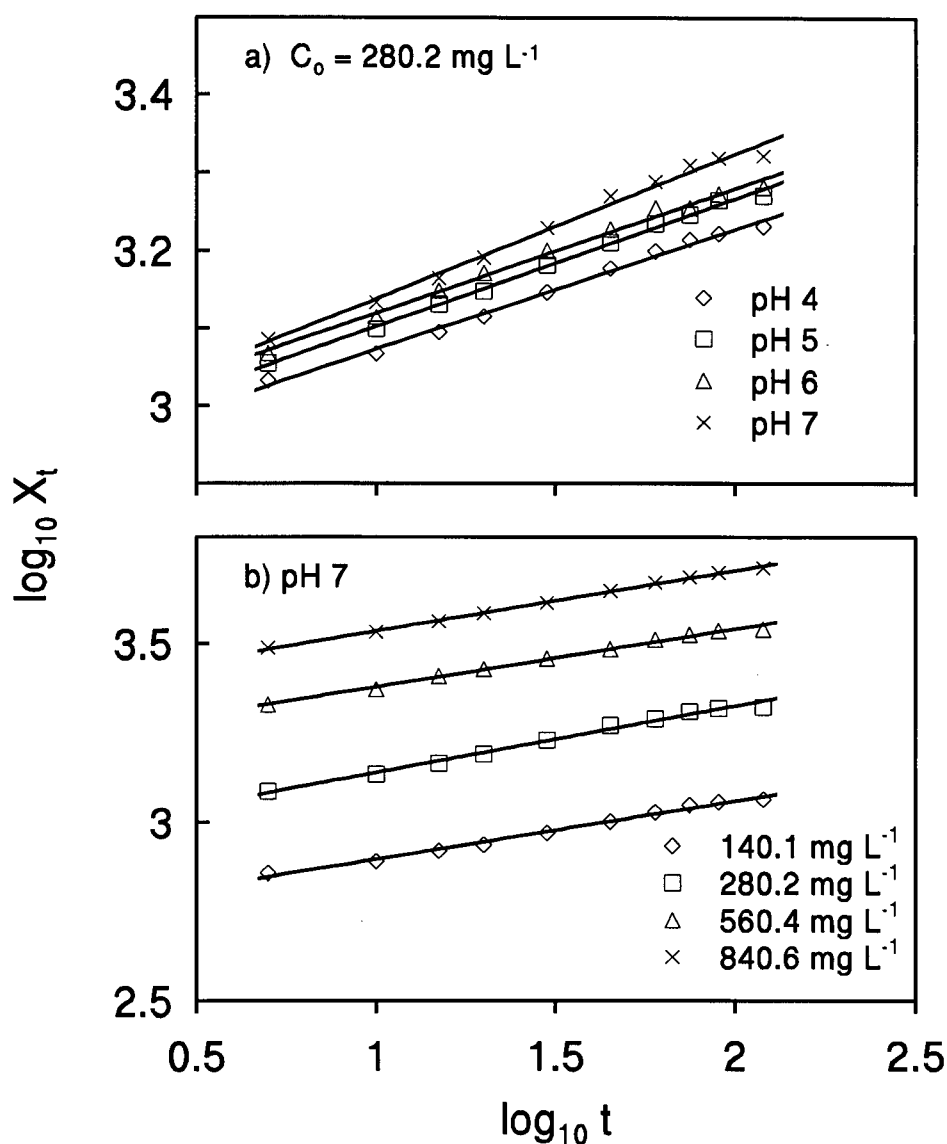 a) C₀ = 280.2 mg L⁻¹
3.4
3.2
3
pH 4
pH 5
pH 6
pH 7
log₁₀ Xₜ
b) pH 7
3.5
3
2.5
140.1 mg L⁻¹
280.2 mg L⁻¹
560.4 mg L⁻¹
840.6 mg L⁻¹
0.5 1 1.5 2 2.5
log₁₀ t